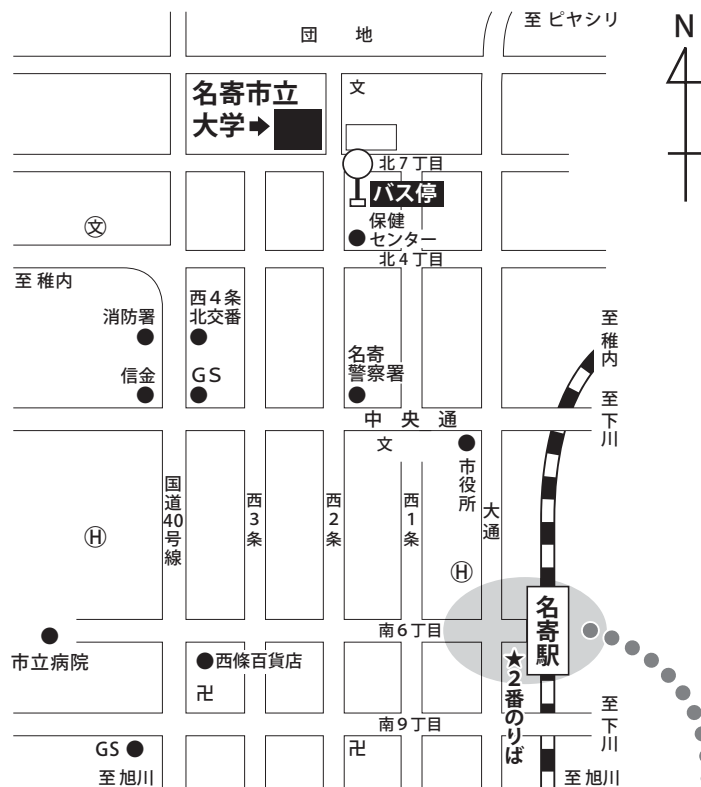 団　地
至 ピヤシリ
N
名寄市立
大学➡
文
北７丁目
バス停
保健
センター
文
北４丁目
至 稚内
西４条
北交番
消防署
至稚内
名寄
警察署
信金
GS
至下川
中央通
文
市役所
国道40号線
西3条
西2条
西1条
大通
H
H
名寄駅
南６丁目
市立病院
西條百貨店
★2番のりば
卍
南９丁目
至下川
GS
卍
至 旭川
至 旭川